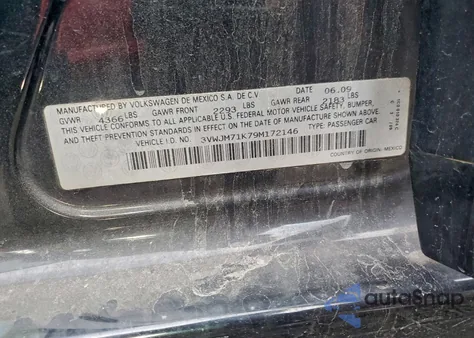 MANUFACTURED BY VOLKSWAGEN DE MEXICO S.A. DE C.V DATE 06.09
GVWR 4366 LBS GAWR FRONT 2293 LBS GAWR REAR 2183 LBS
THIS VEHICLE CONFORMS TO ALL APPLICABLE U.S. FEDERAL MOTOR VEHICLE SAFETY, BUMPER,
AND THEFT PREVENTION STANDARDS IN EFFECT ON THE DATE OF MANUFACTURE SHOWN ABOVE.
VEHICLE I.D. NO. 3VWJM71K79M172146 TYPE: PASSENGER CAR
COUNTRY OF ORIGIN: MEXICO
autosnap